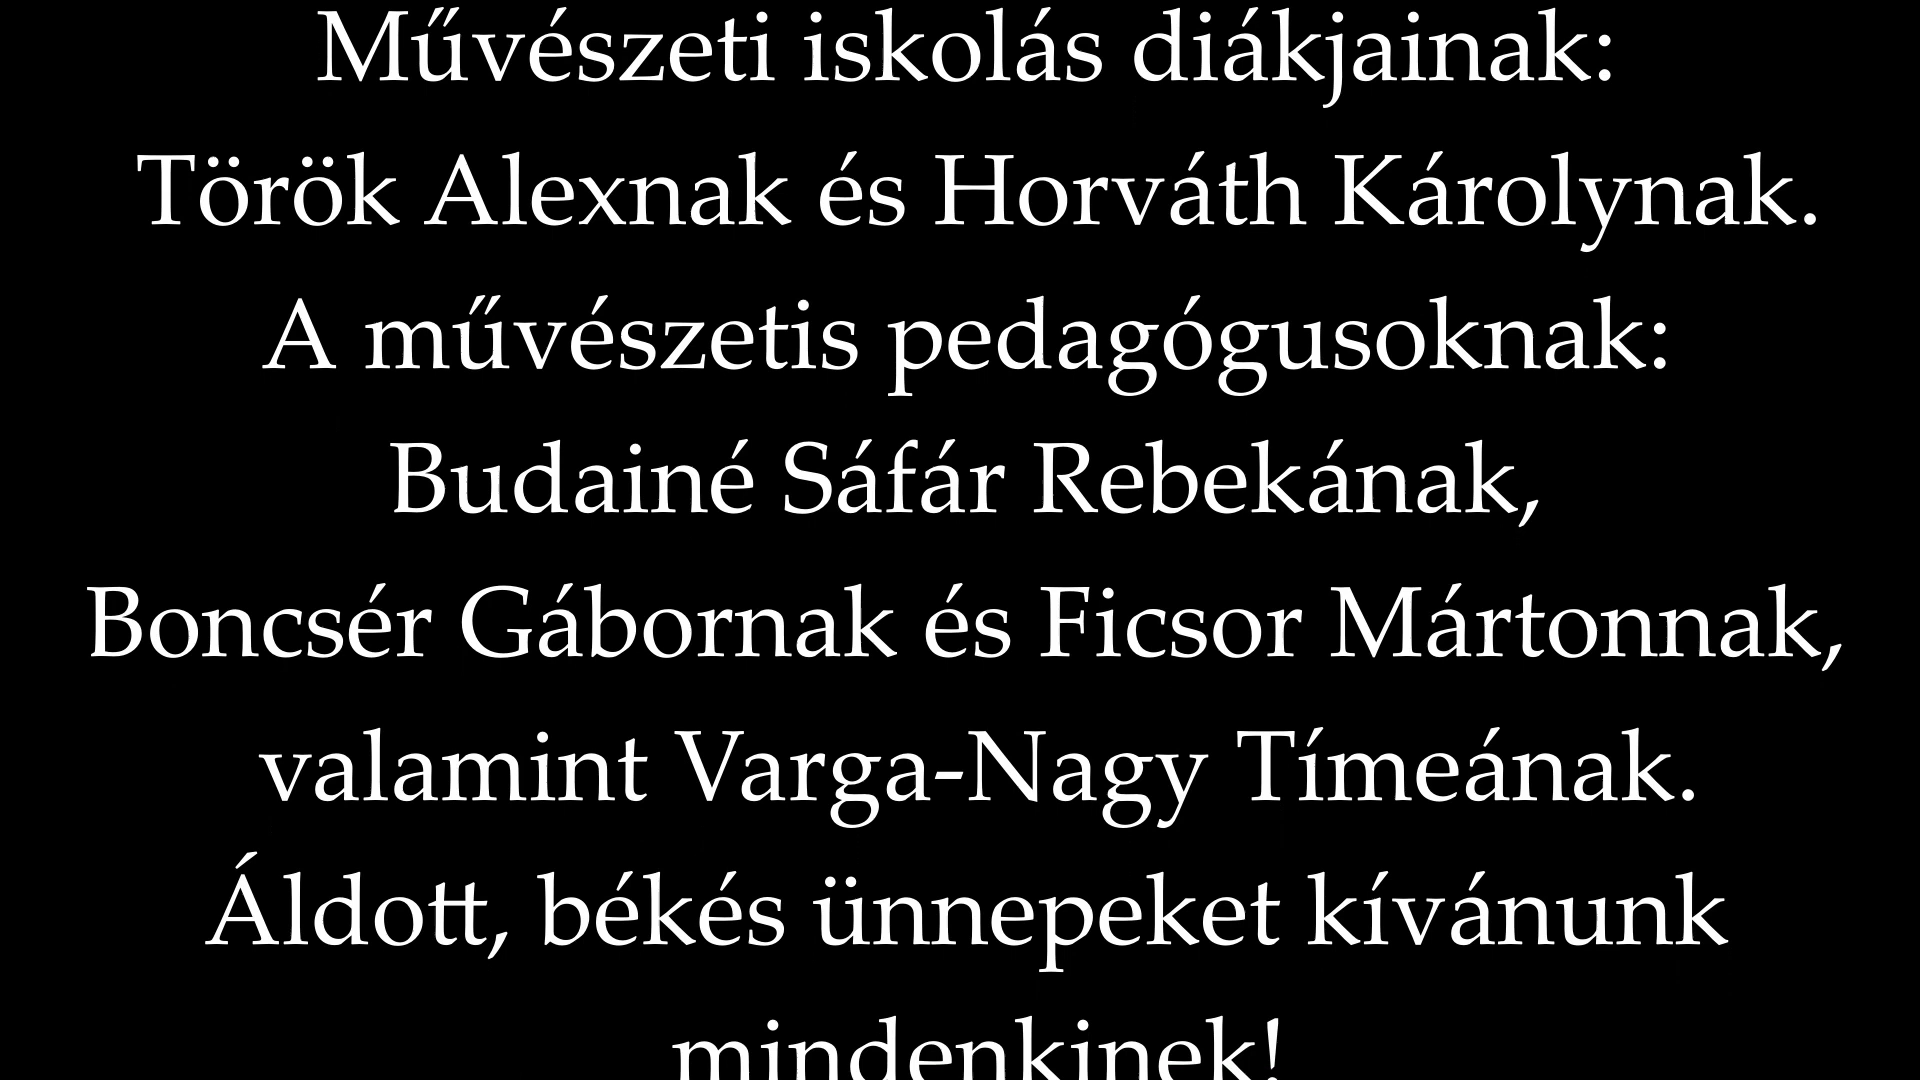 Művészeti iskolás diákjainak:
Török Alexnak és Horváth Károlynak.
A művészetis pedagógusoknak:
Budainé Sáfár Rebekának,
Boncsér Gábornak és Ficsor Mártonnak,
valamint Varga-Nagy Tímeának.
Áldott, békés ünnepeket kívánunk
mindenkinek!